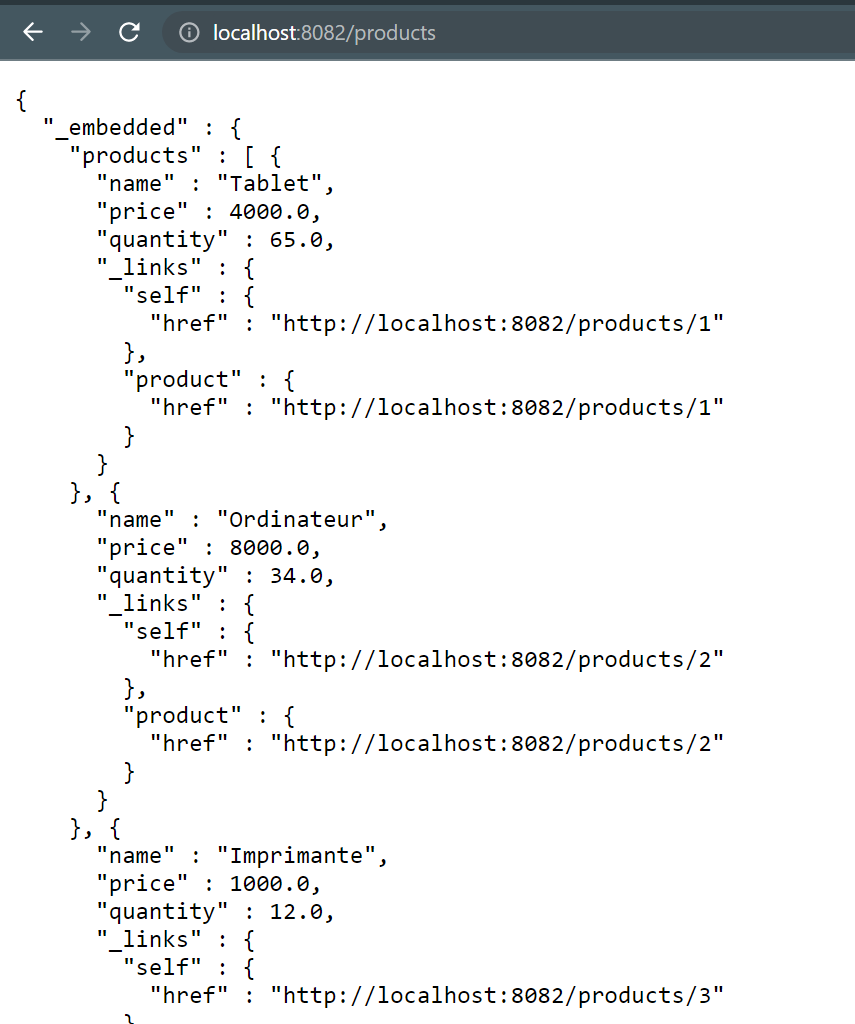 localhost:8082/products
{
  "_embedded" : {
    "products" : [ {
      "name" : "Tablet",
      "price" : 4000.0,
      "quantity" : 65.0,
      "_links" : {
        "self" : {
          "href" : "http://localhost:8082/products/1"
        },
        "product" : {
          "href" : "http://localhost:8082/products/1"
        }
      }
    }, {
      "name" : "Ordinateur",
      "price" : 8000.0,
      "quantity" : 34.0,
      "_links" : {
        "self" : {
          "href" : "http://localhost:8082/products/2"
        },
        "product" : {
          "href" : "http://localhost:8082/products/2"
        }
      }
    }, {
      "name" : "Imprimante",
      "price" : 1000.0,
      "quantity" : 12.0,
      "_links" : {
        "self" : {
          "href" : "http://localhost:8082/products/3"
        }